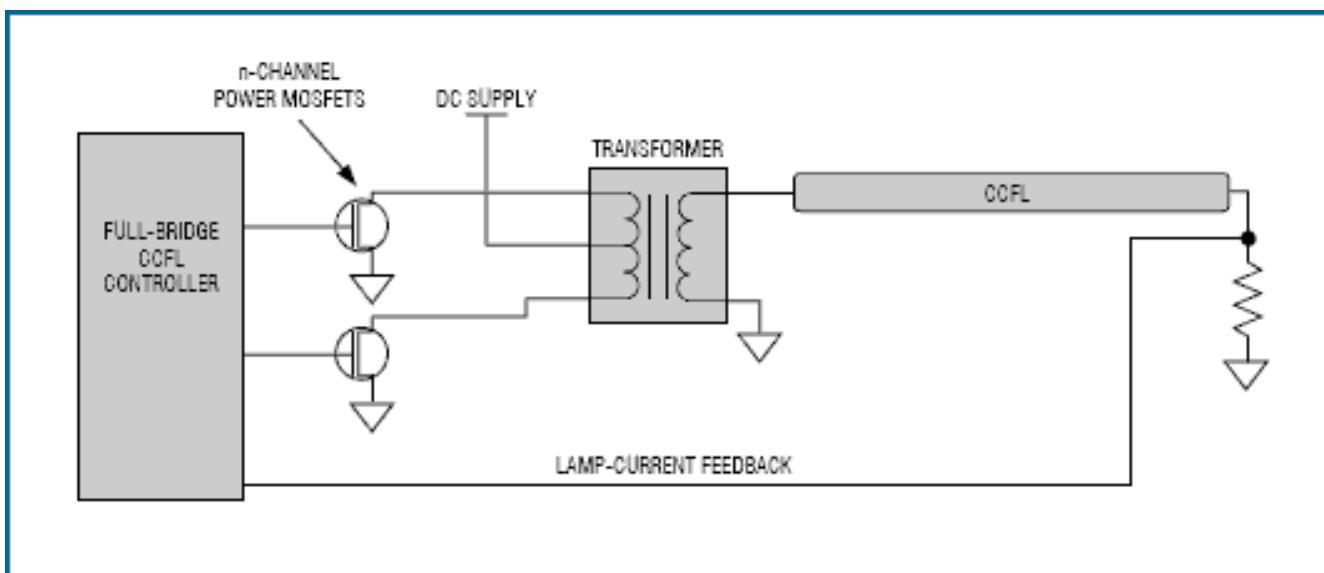 n-CHANNEL
POWER MOSFETS
DC SUPPLY
TRANSFORMER
CCFL
FULL-BRIDGE
CCFL
CONTROLLER
LAMP-CURRENT FEEDBACK